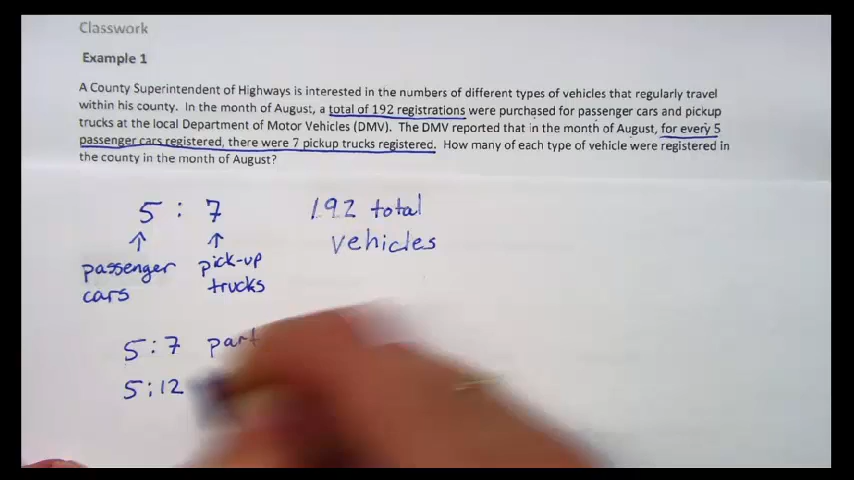 Classwork
Example 1
A County Superintendent of Highways is interested in the numbers of different types of vehicles that regularly travel
within his county. In the month of August, a total of 192 registrations were purchased for passenger cars and pickup
trucks at the local Department of Motor Vehicles (DMV). The DMV reported that in the month of August, for every 5
passenger cars registered, there were 7 pickup trucks registered. How many of each type of vehicle were registered in
the county in the month of August?
5 : 7 192 total
vehicles
passenger pick-up
cars trucks
5:7 part
5:12